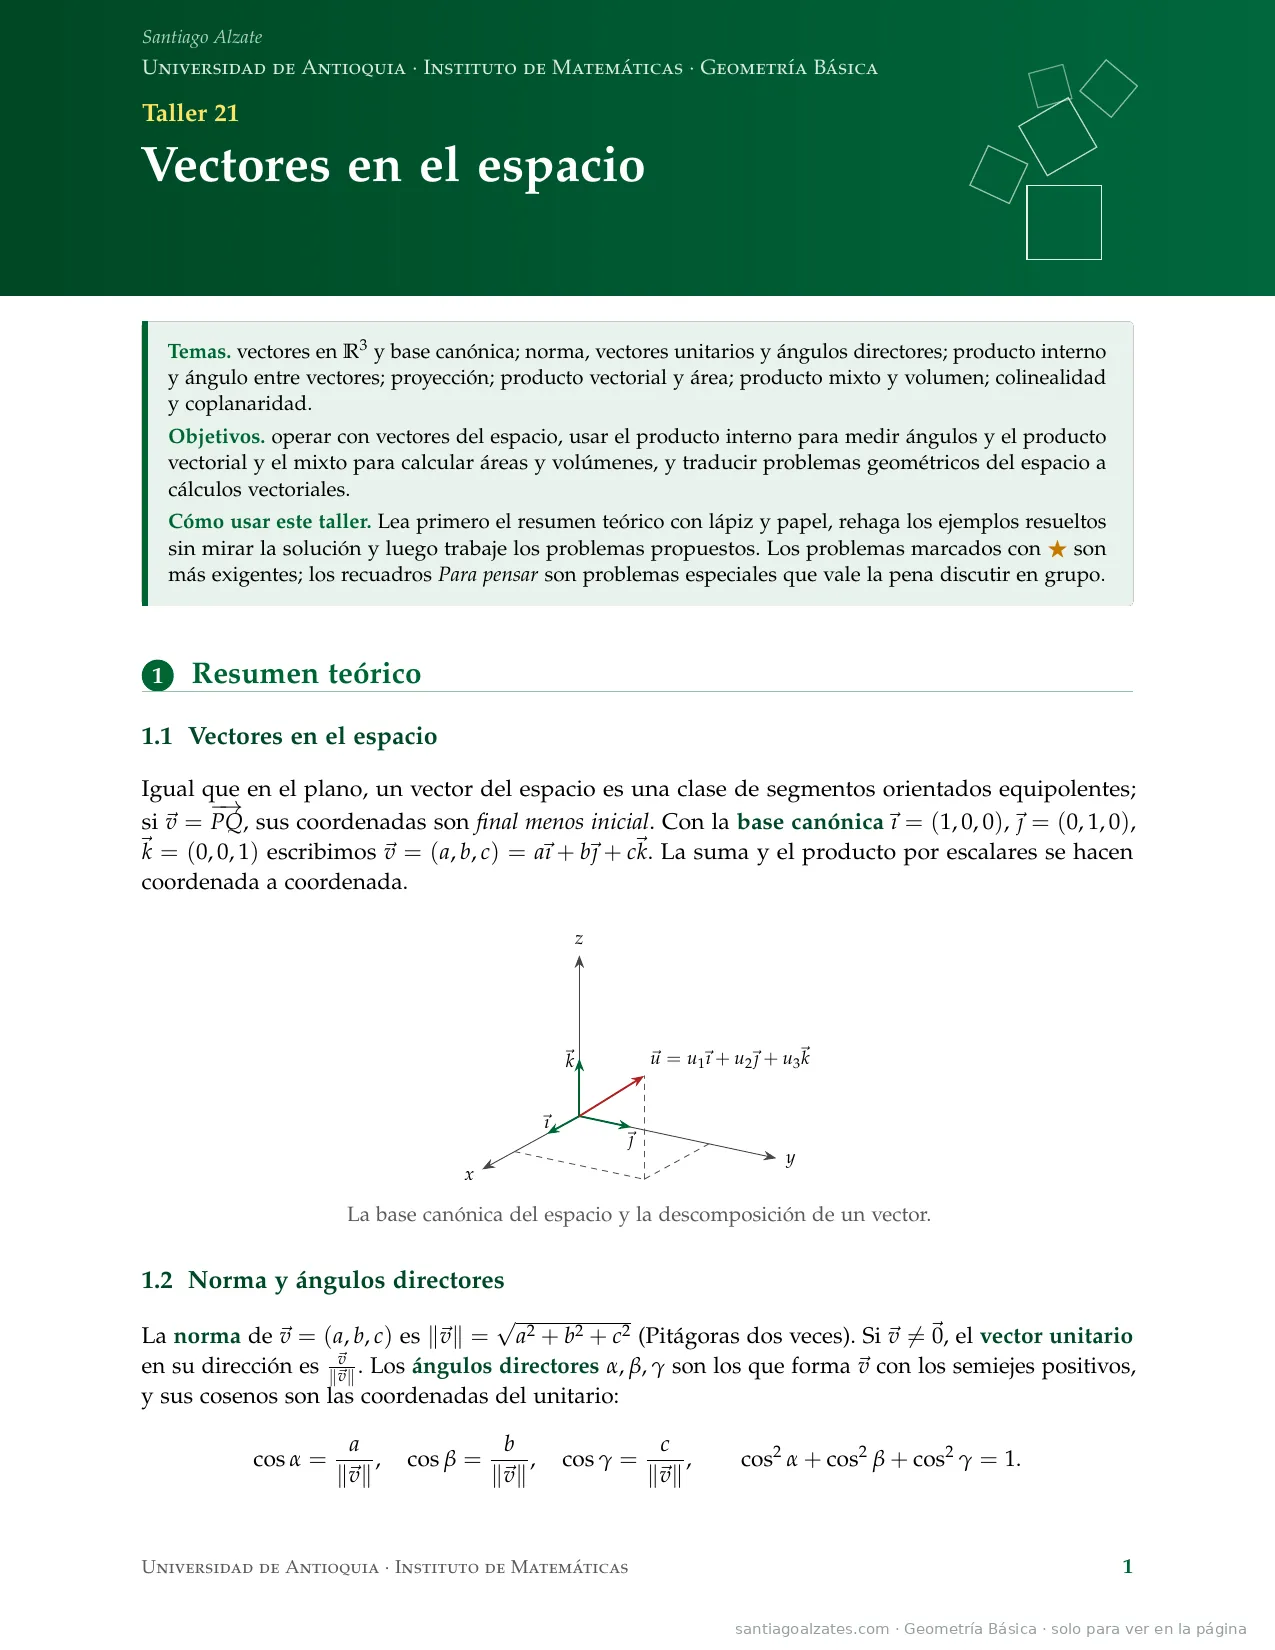 Santiago Alzate
Universidad de Antioquia · Instituto de Matemáticas · Geometría Básica
Taller 21
Vectores en el espacio
Temas. vectores en ℝ³ y base canónica; norma, vectores unitarios y ángulos directores; producto interno
y ángulo entre vectores; proyección; producto vectorial y área; producto mixto y volumen; colinealidad
y coplanaridad.
Objetivos. operar con vectores del espacio, usar el producto interno para medir ángulos y el producto
vectorial y el mixto para calcular áreas y volúmenes, y traducir problemas geométricos del espacio a
cálculos vectoriales.
Cómo usar este taller. Lea primero el resumen teórico con lápiz y papel, rehaga los ejemplos resueltos
sin mirar la solución y luego trabaje los problemas propuestos. Los problemas marcados con ★ son
más exigentes; los recuadros Para pensar son problemas especiales que vale la pena discutir en grupo.
1 Resumen teórico
1.1 Vectores en el espacio
Igual que en el plano, un vector del espacio es una clase de segmentos orientados equipolentes;
si v⃗ = P͞Q⃗, sus coordenadas son final menos inicial. Con la base canónica ı⃗ = (1, 0, 0), ȷ⃗ = (0, 1, 0),
k⃗ = (0, 0, 1) escribimos v⃗ = (a, b, c) = aı⃗ + bȷ⃗ + ck⃗. La suma y el producto por escalares se hacen
coordenada a coordenada.
z
k⃗
u⃗ = u₁ı⃗ + u₂ȷ⃗ + u₃k⃗
ı⃗
ȷ⃗
y
x
La base canónica del espacio y la descomposición de un vector.
1.2 Norma y ángulos directores
La norma de v⃗ = (a, b, c) es ‖v⃗‖ = √(a² + b² + c²) (Pitágoras dos veces). Si v⃗ ≠ 0⃗, el vector unitario
en su dirección es v⃗/‖v⃗‖. Los ángulos directores α, β, γ son los que forma v⃗ con los semiejes positivos,
y sus cosenos son las coordenadas del unitario:
cos α = a/‖v⃗‖, cos β = b/‖v⃗‖, cos γ = c/‖v⃗‖, cos² α + cos² β + cos² γ = 1.
Universidad de Antioquia · Instituto de Matemáticas 1
santiagoalzates.com · Geometría Básica · solo para ver en la página